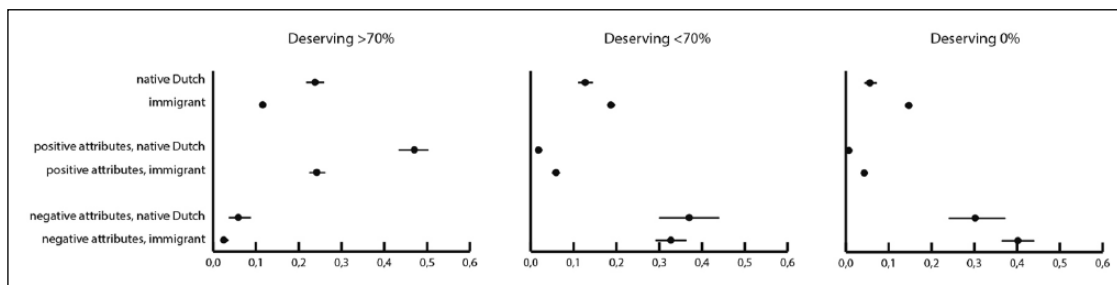 Deserving >70%
Deserving <70%
Deserving 0%
native Dutch
immigrant
positive attributes, native Dutch
positive attributes, immigrant
negative attributes, native Dutch
negative attributes, immigrant
0,0 0,1 0,2 0,3 0,4 0,5 0,6
0,0 0,1 0,2 0,3 0,4 0,5 0,6
0,0 0,1 0,2 0,3 0,4 0,5 0,6